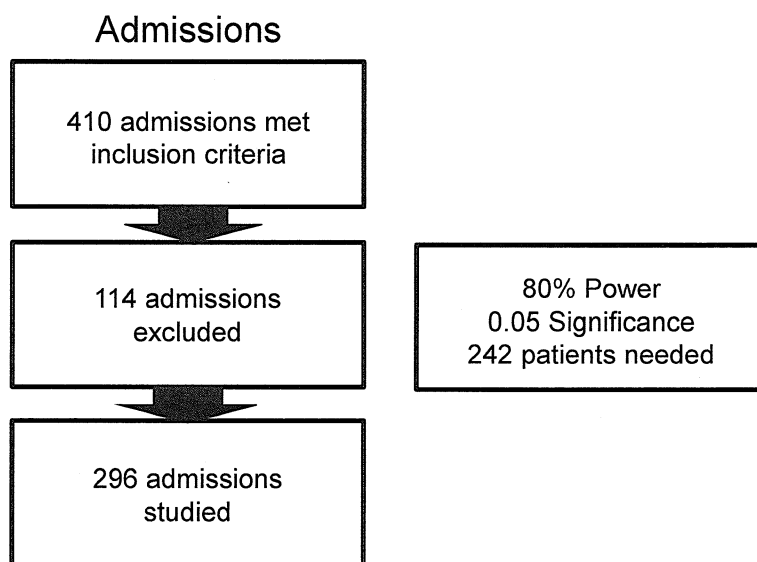 Admissions
410 admissions met
inclusion criteria
114 admissions
excluded
80% Power
0.05 Significance
242 patients needed
296 admissions
studied